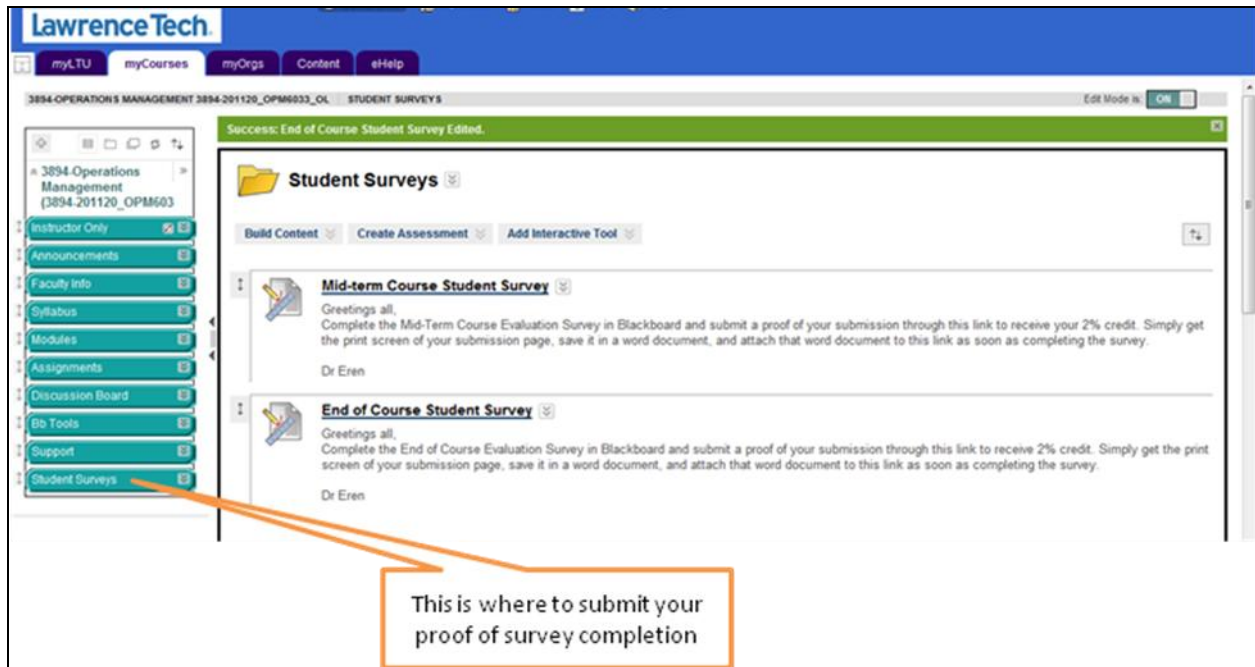 Lawrence Tech.
myLTU myCourses myOrgs Content eHelp
3894-OPERATIONS MANAGEMENT 3894-201120_OPM6033_OL STUDENT SURVEYS Edit Mode is: ON
Success: End of Course Student Survey Edited.
3894-Operations
Management
(3894-201120_OPM603
Instructor Only
Announcements
Faculty Info
Syllabus
Modules
Assignments
Discussion Board
Bb Tools
Support
Student Surveys
Student Surveys
Build Content Create Assessment Add Interactive Tool
Mid-term Course Student Survey
Greetings all,
Complete the Mid-Term Course Evaluation Survey in Blackboard and submit a proof of your submission through this link to receive your 2% credit. Simply get
the print screen of your submission page, save it in a word document, and attach that word document to this link as soon as completing the survey.
Dr Eren
End of Course Student Survey
Greetings all,
Complete the End of Course Evaluation Survey in Blackboard and submit a proof of your submission through this link to receive 2% credit. Simply get the print
screen of your submission page, save it in a word document, and attach that word document to this link as soon as completing the survey.
Dr Eren
This is where to submit your
proof of survey completion